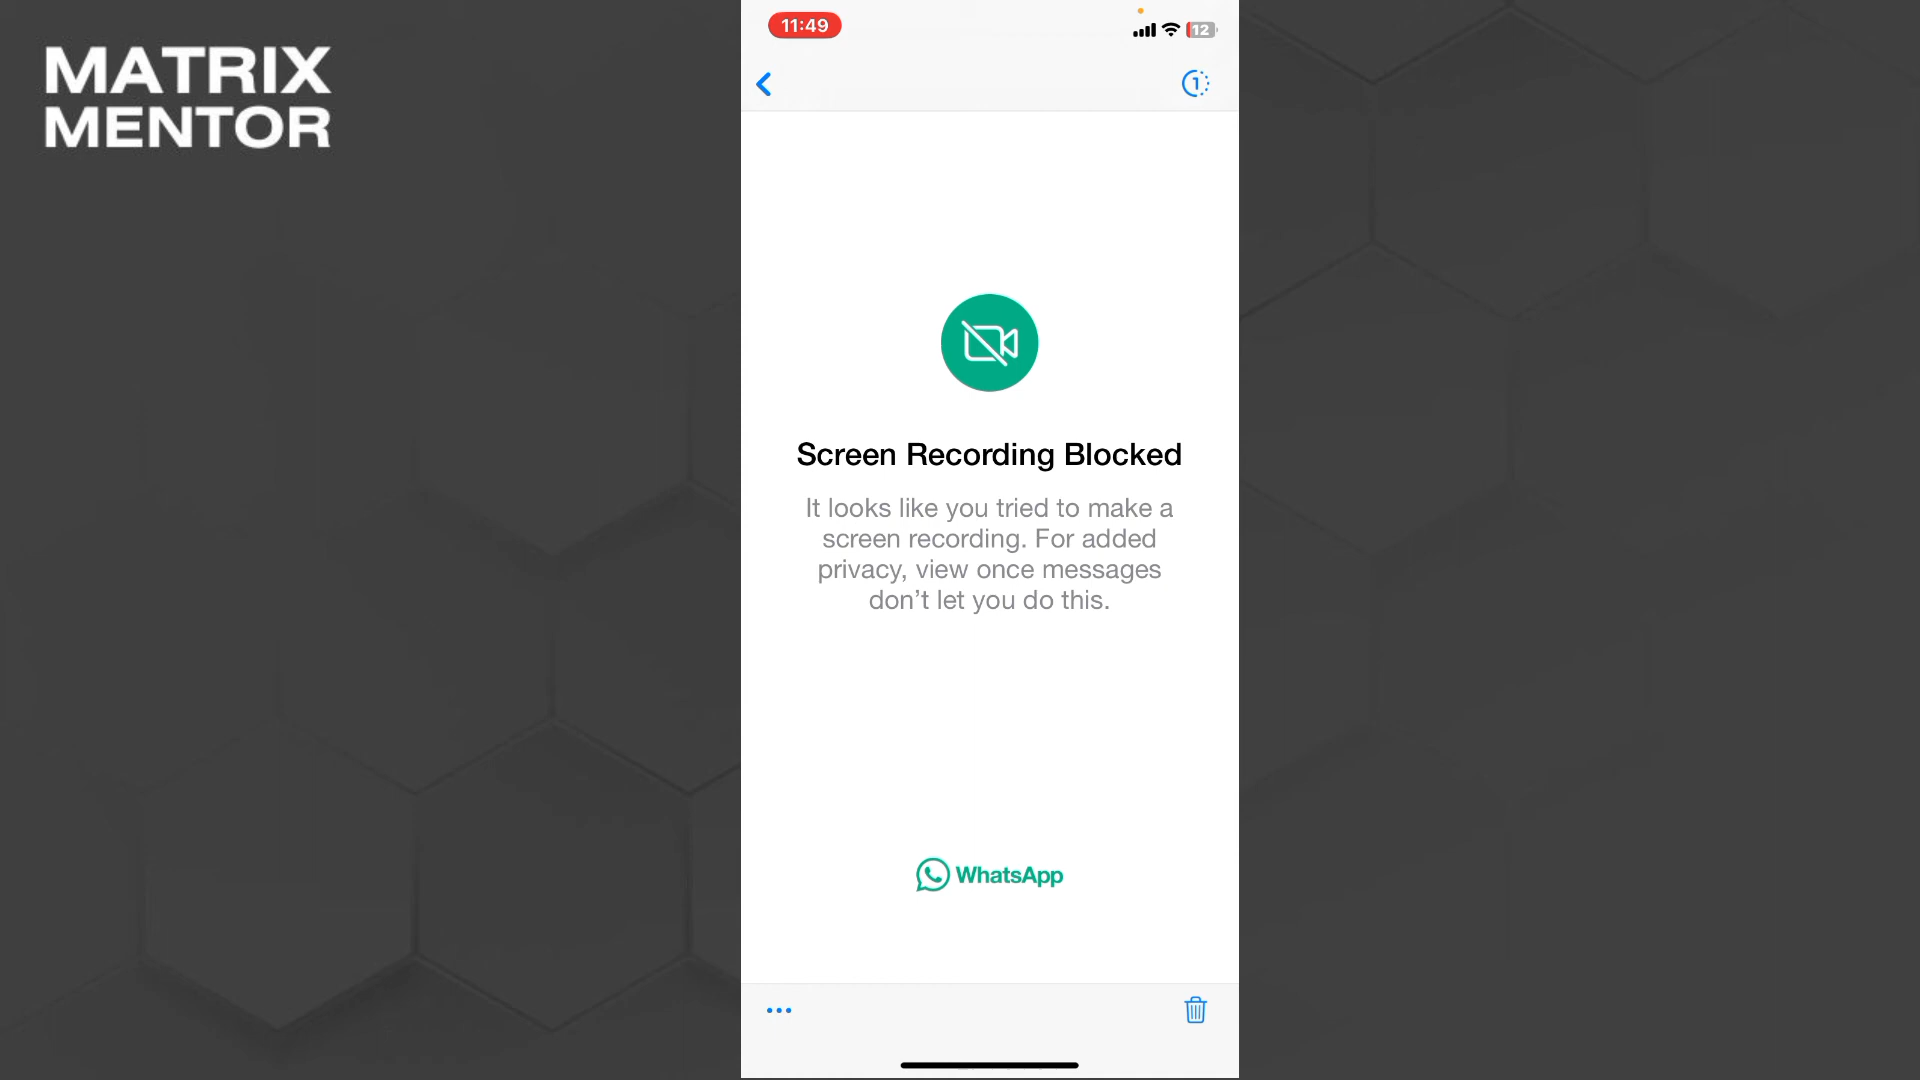 MATRIX
MENTOR
11:49
12
1
Screen Recording Blocked
It looks like you tried to make a
screen recording. For added
privacy, view once messages
don’t let you do this.
WhatsApp